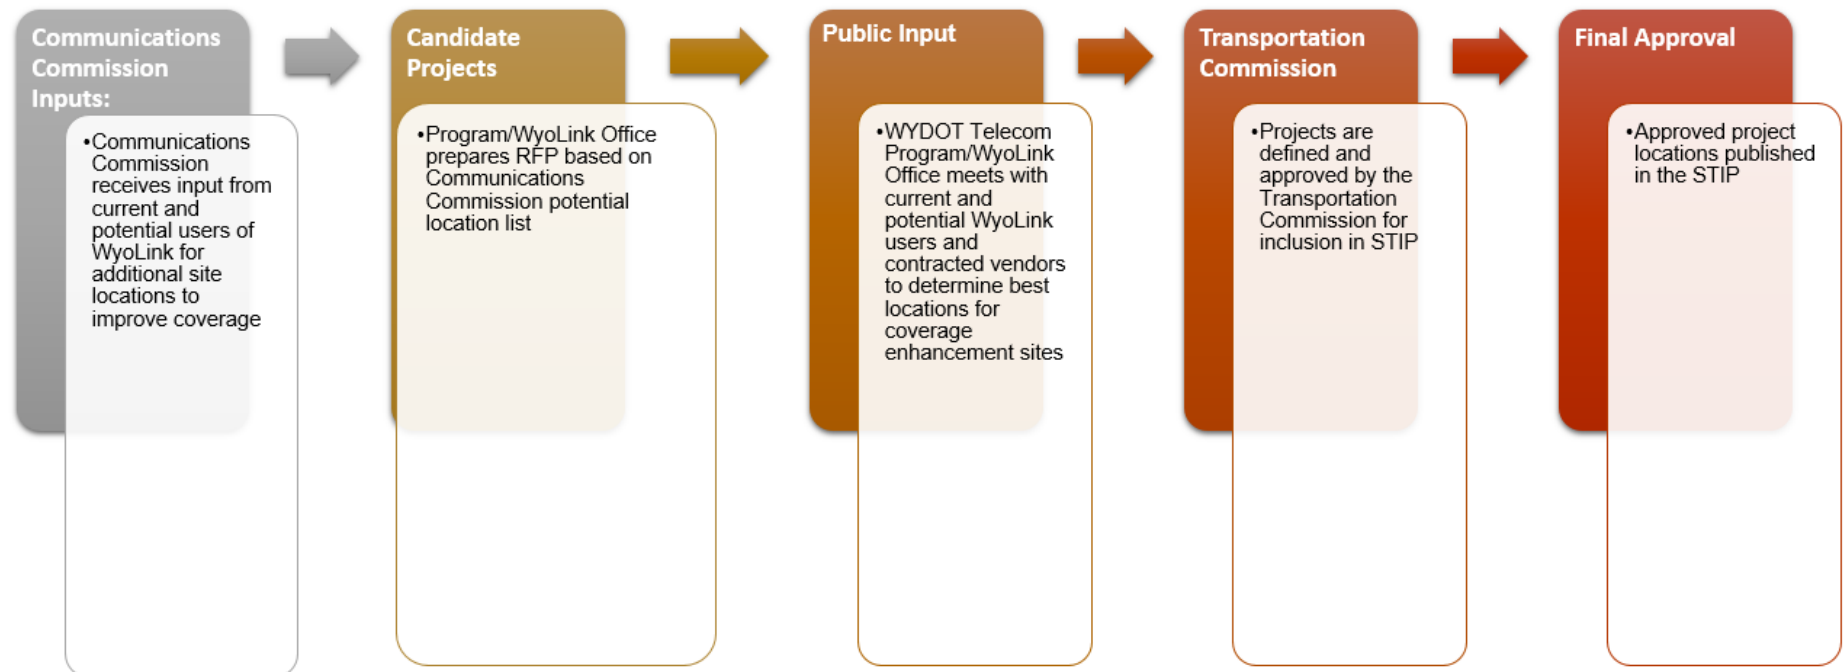 Communications
Commission
Inputs:
•Communications
Commission
receives input from
current and
potential users of
WyoLink for
additional site
locations to
improve coverage
Candidate
Projects
•Program/WyoLink Office
prepares RFP based on
Communications
Commission potential
location list
Public Input
•WYDOT Telecom
Program/WyoLink
Office meets with
current and
potential WyoLink
users and
contracted vendors
to determine best
locations for
coverage
enhancement sites
Transportation
Commission
•Projects are
defined and
approved by the
Transportation
Commission for
inclusion in STIP
Final Approval
•Approved project
locations published
in the STIP